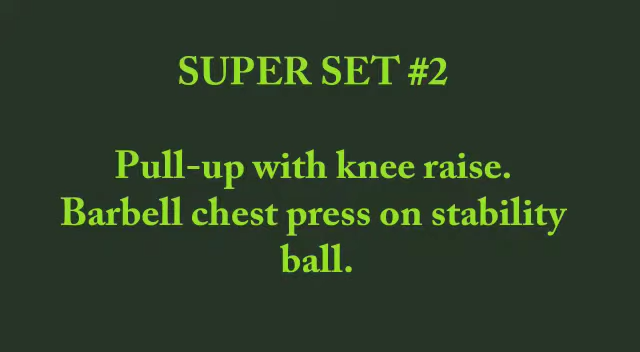 SUPER SET #2
Pull-up with knee raise.
Barbell chest press on stability
ball.